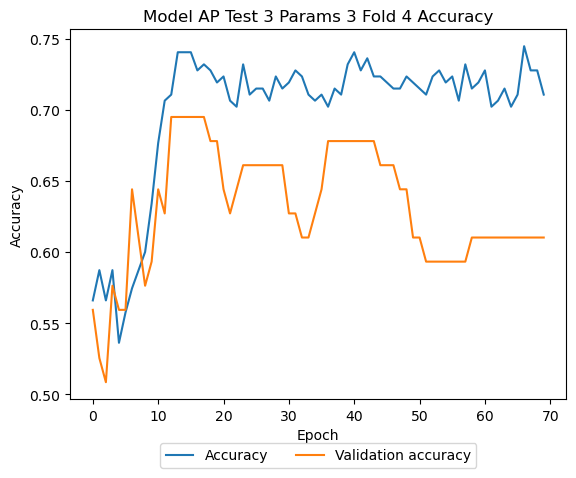 Model AP Test 3 Params 3 Fold 4 Accuracy
0.75
0.70
0.65
0.60
0.55
0.50
Accuracy
0 10 20 30 40 50 60 70
Epoch
Accuracy Validation accuracy